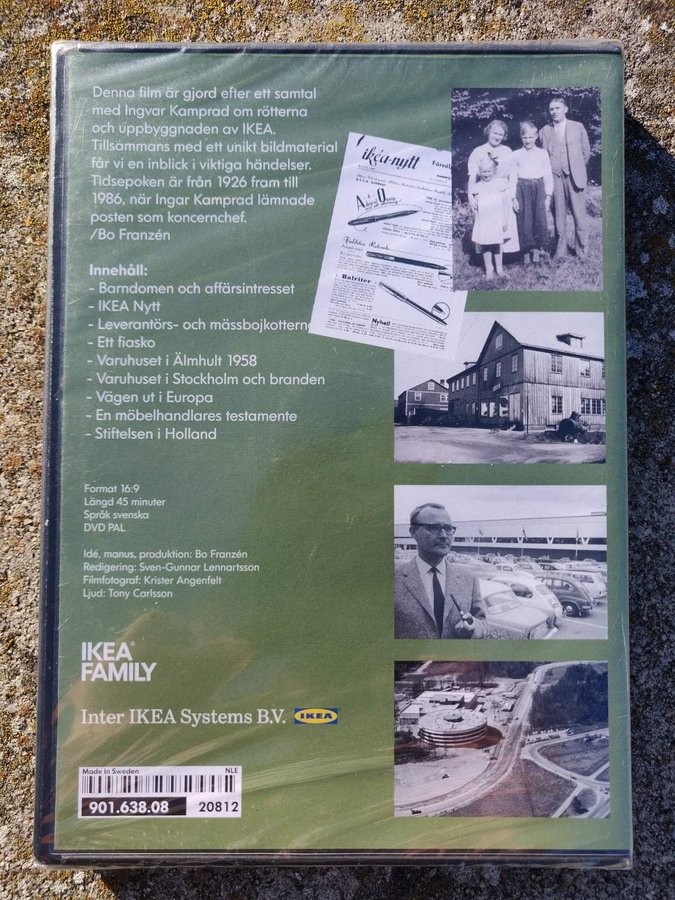 Denna film är gjord efter ett samtal
med Ingvar Kamprad om rötterna
och uppbyggnaden av IKEA.
Tillsammans med ett unikt bildmaterial
får vi en inblick i viktiga händelser.
Tidsepoken är från 1926 fram till
1986, när Ingar Kamprad lämnade
posten som koncernchef.
/Bo Franzén
Innehåll:
- Barndomen och affärsintresset
- IKEA Nytt
- Leverantörs- och mässbojkotterna
- Ett fiasko
- Varuhuset i Älmhult 1958
- Varuhuset i Stockholm och branden
- Vägen ut i Europa
- En möbelhandlares testamente
- Stiftelsen i Holland
Format 16:9
Längd 45 minuter
Språk svenska
DVD PAL
Idé, manus, produktion: Bo Franzén
Redigering: Sven-Gunnar Lennartsson
Filmfotograf: Krister Angenfelt
Ljud: Tony Carlsson
IKEA®
FAMILY
Inter IKEA Systems B.V. IKEA
Made in Sweden NLE
901.638.08 20812
ikéa-nytt
Nyhet!